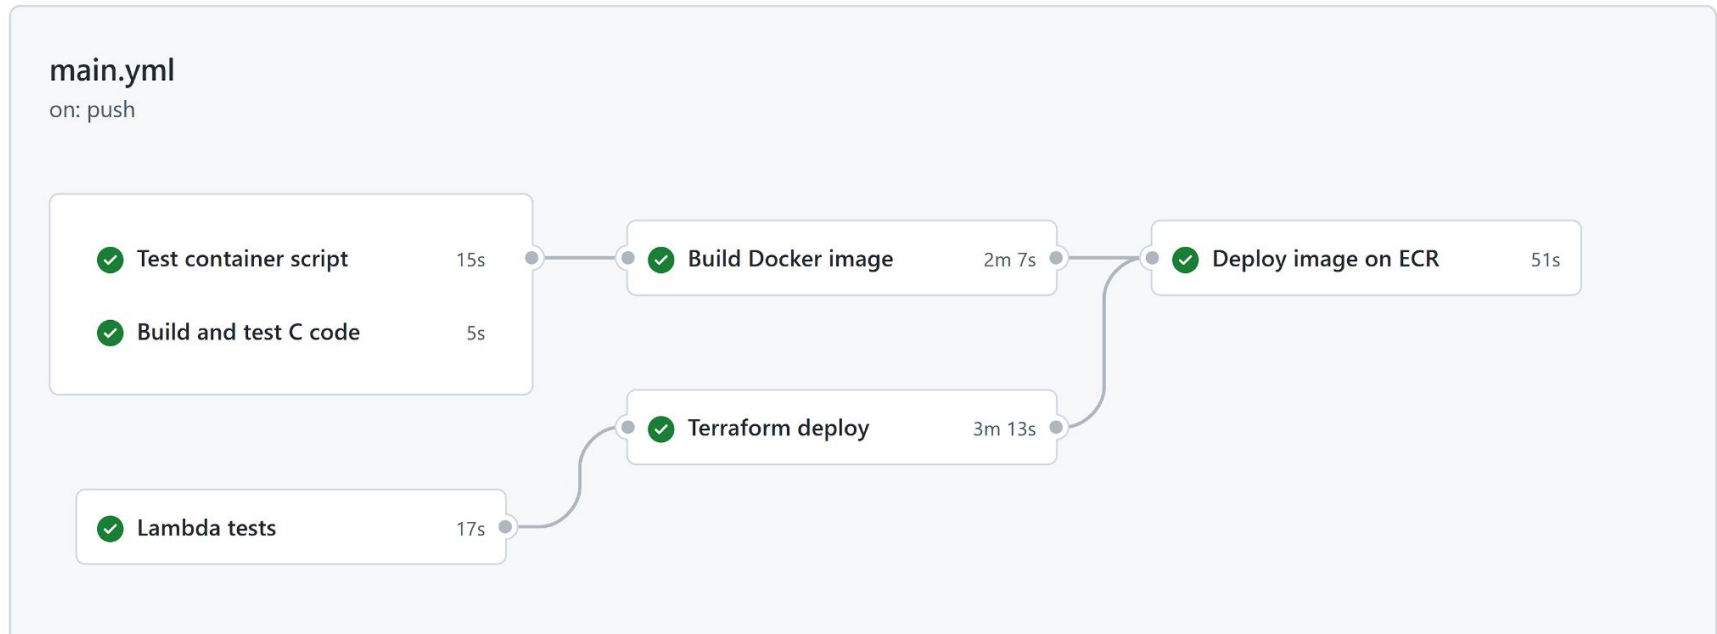 main.yml
on: push
Test container script 15s
Build and test C code 5s
Build Docker image 2m 7s
Deploy image on ECR 51s
Terraform deploy 3m 13s
Lambda tests 17s